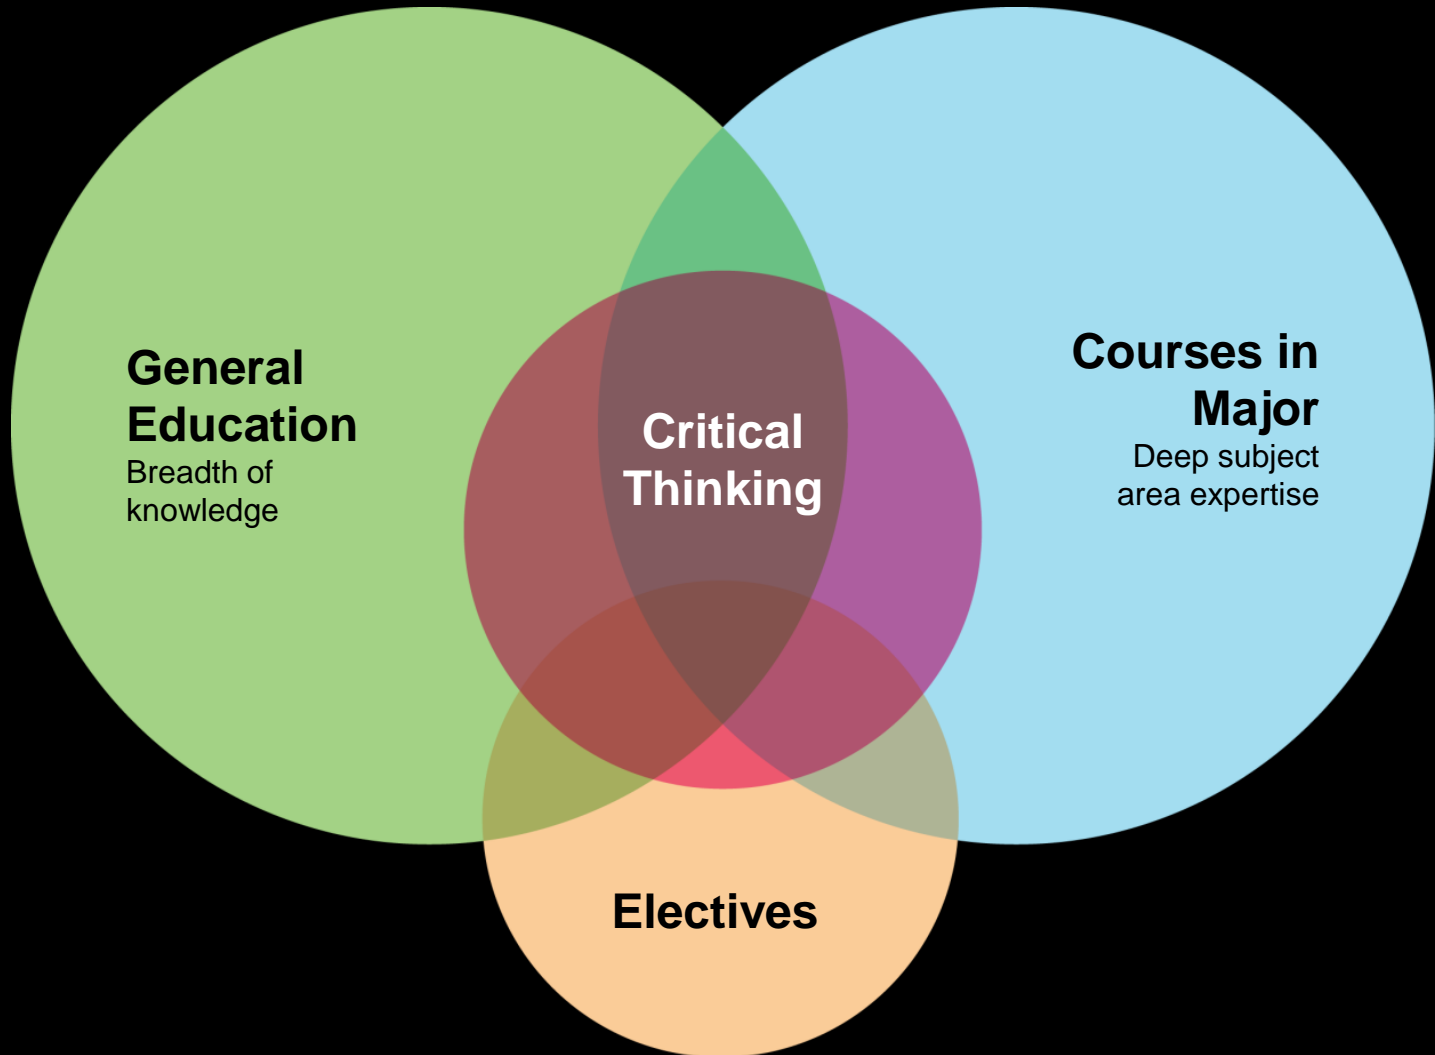 General
Education
Breadth of
knowledge
Critical
Thinking
Courses in
Major
Deep subject
area expertise
Electives